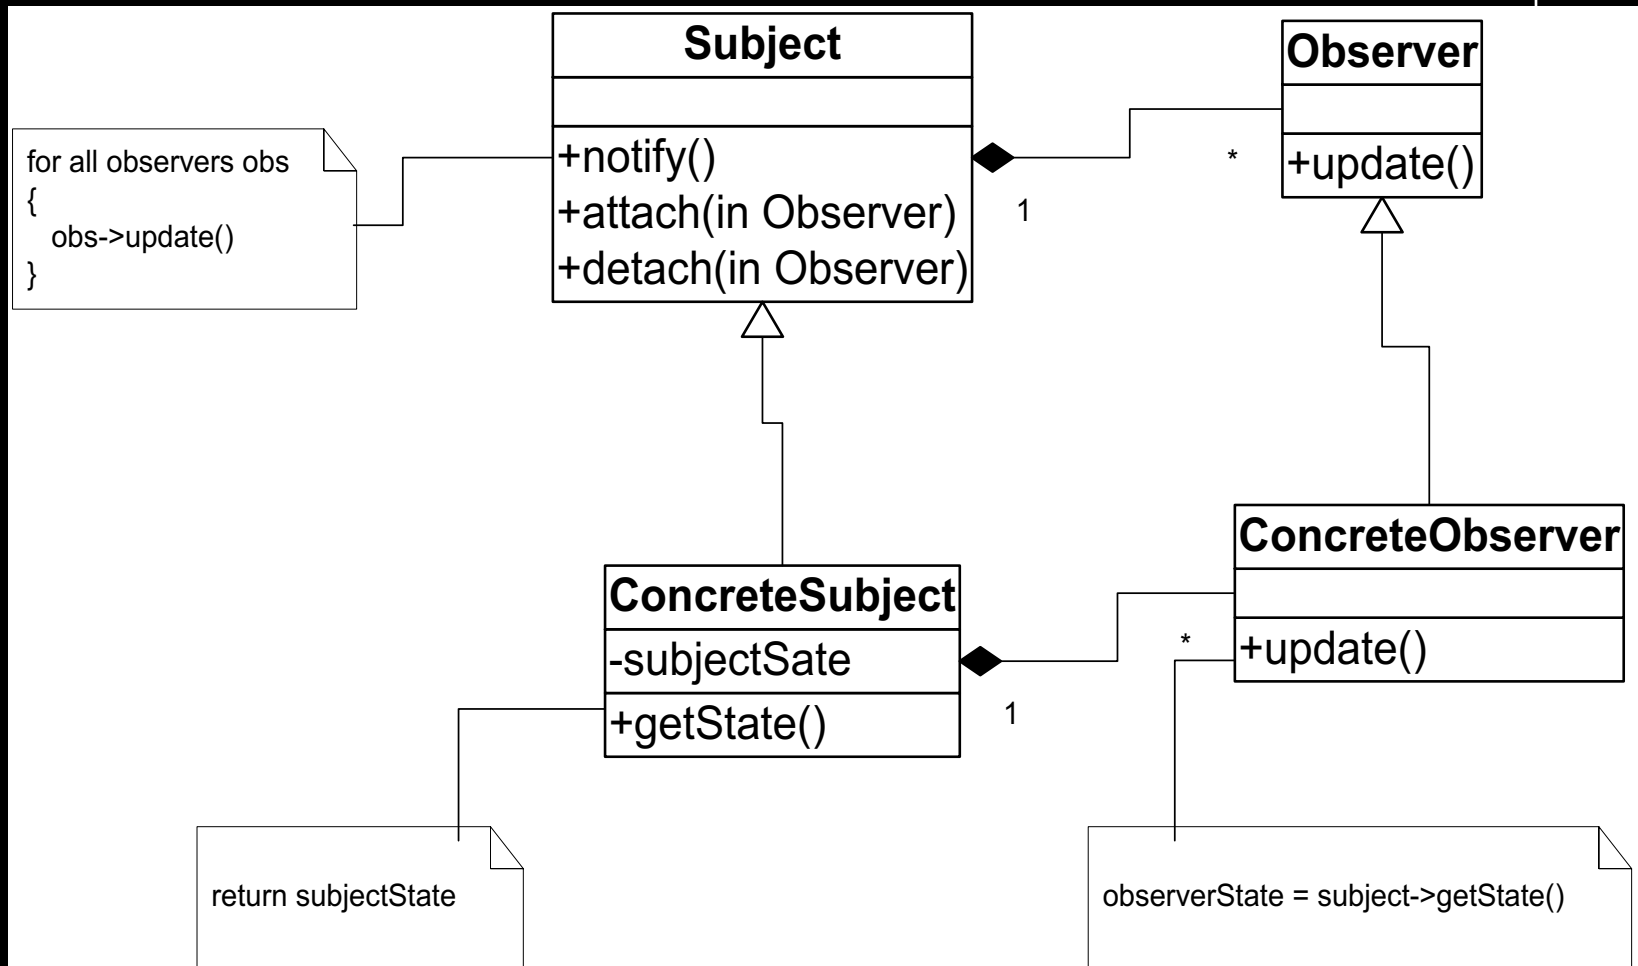 Subject
+notify()
+attach(in Observer)
+detach(in Observer)
Observer
+update()
for all observers obs
{
obs->update()
}
1
*
ConcreteSubject
-subjectSate
+getState()
ConcreteObserver
+update()
1
*
return subjectState
observerState = subject->getState()